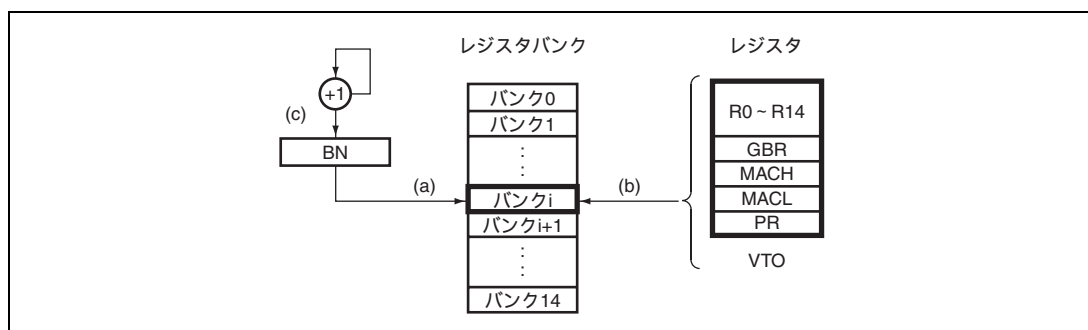 レジスタバンク
レジスタ
+1
(c)
BN
(a)
バンク0
バンク1
⋮
バンクi
バンクi+1
⋮
バンク14
(b)
R0 ~ R14
GBR
MACH
MACL
PR
VTO